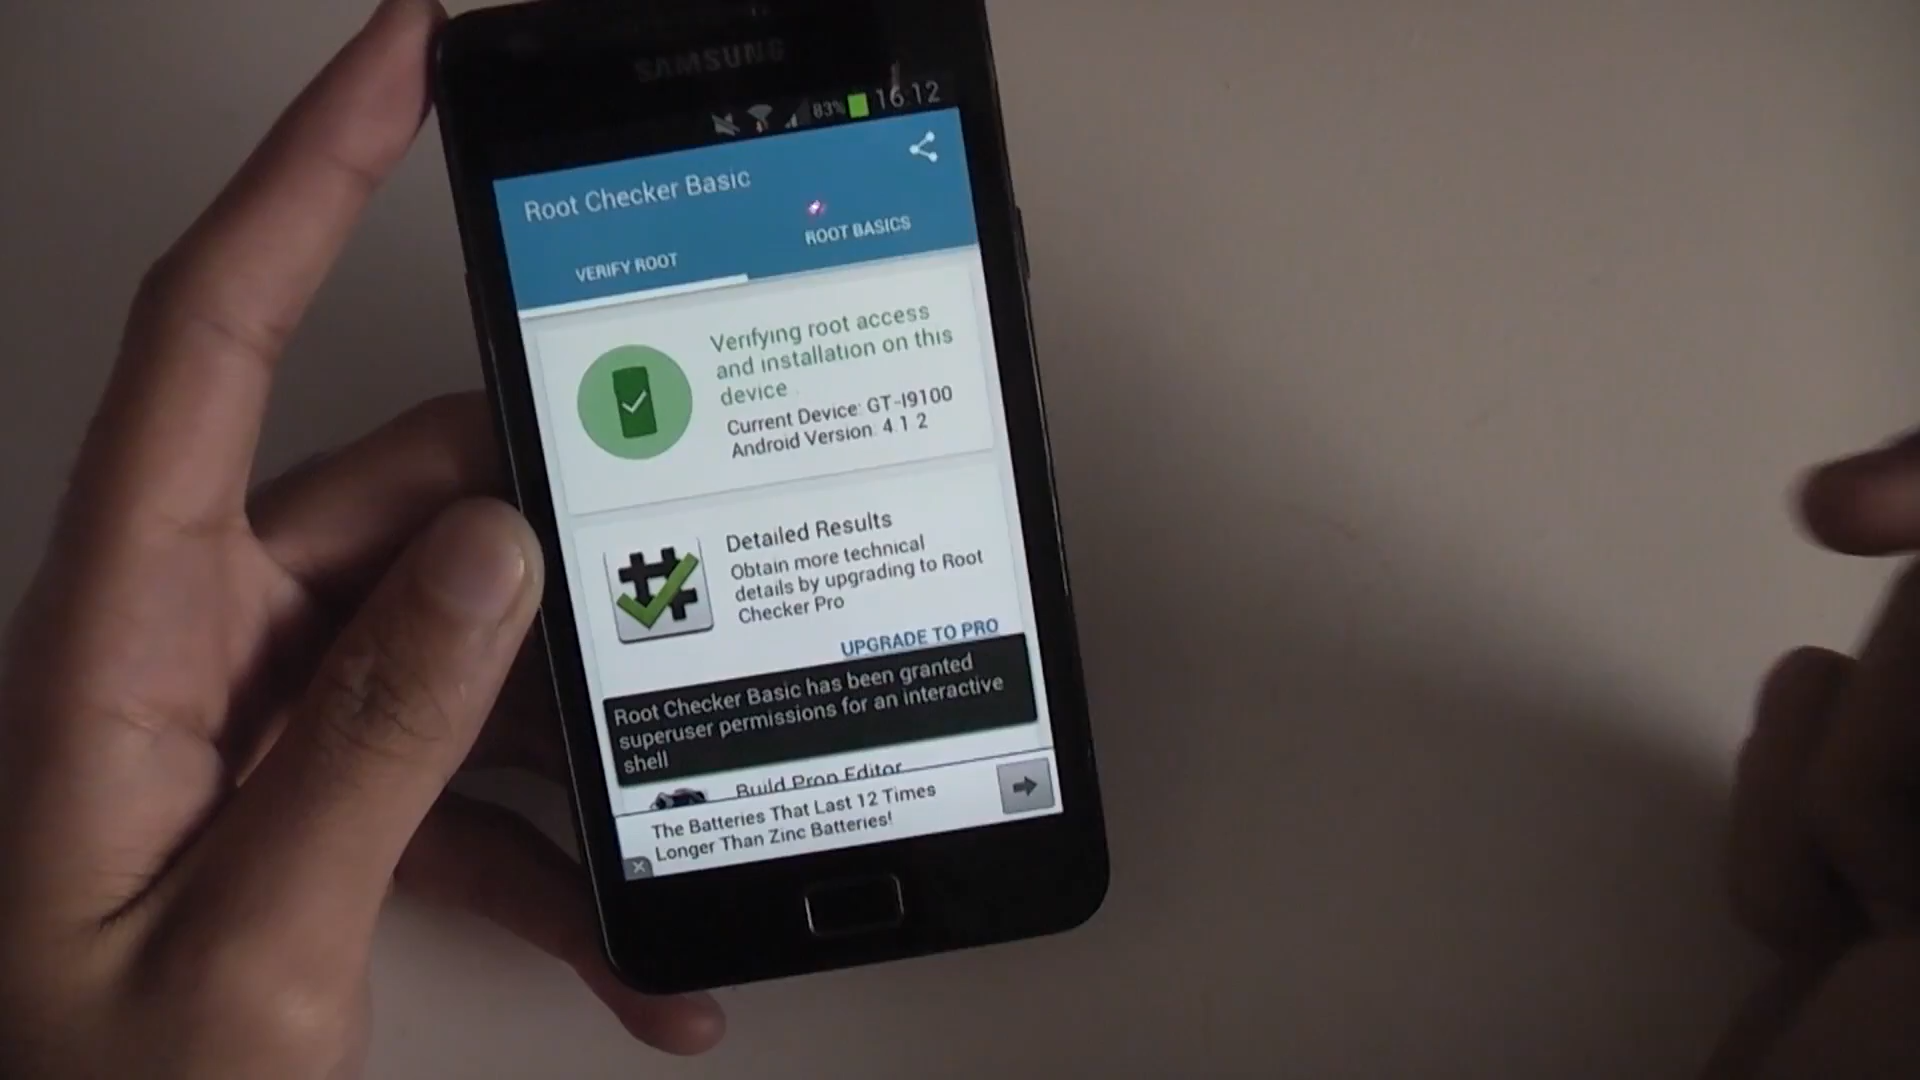 SAMSUNG
83% 16:12
Root Checker Basic
VERIFY ROOT
ROOT BASICS
Verifying root access
and installation on this
device .
Current Device: GT-I9100
Android Version: 4.1.2
Detailed Results
Obtain more technical
details by upgrading to Root
Checker Pro
UPGRADE TO PRO
Root Checker Basic has been granted
superuser permissions for an interactive
shell
Build Prop Editor
The Batteries That Last 12 Times
Longer Than Zinc Batteries!